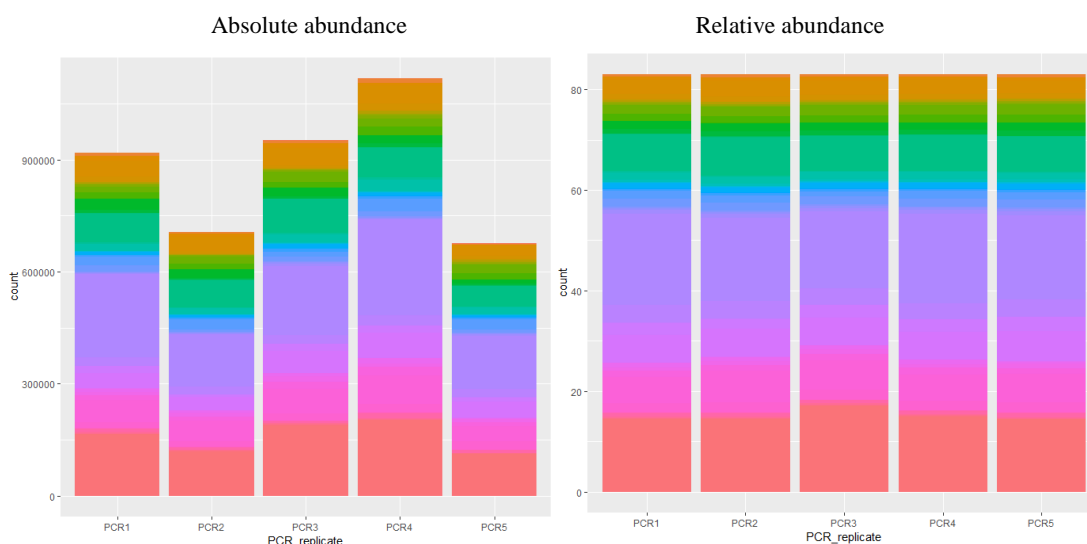 Absolute abundance
Relative abundance
count
900000
600000
300000
0
PCR1 PCR2 PCR3 PCR4 PCR5
PCR_replicate
count
80
60
40
20
0
PCR1 PCR2 PCR3 PCR4 PCR5
PCR_replicate